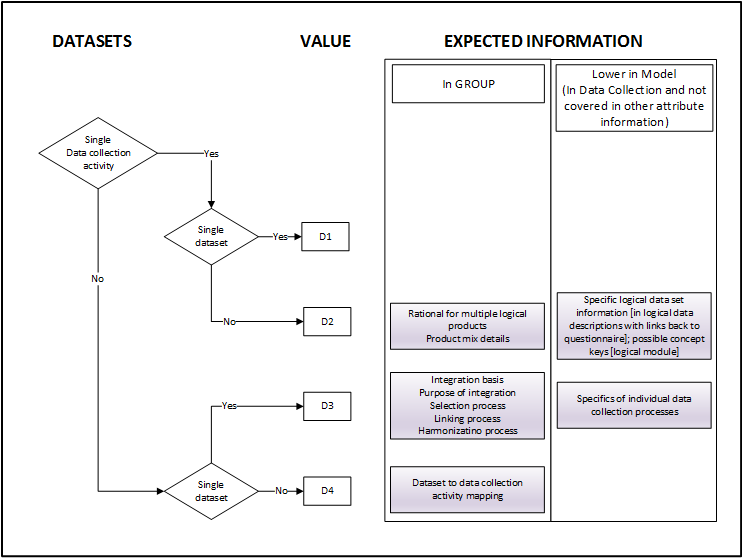 DATASETS
VALUE
EXPECTED INFORMATION
In GROUP
Lower in Model
(In Data Collection and not
covered in other attribute
information)
Single
Data collection
activity
Yes
Single
dataset
Yes
D1
No
No
D2
Rational for multiple logical
products
Product mix details
Specific logical data set
information [in logical data
descriptions with links back to
questionnaire]; possible concept
keys [logical module]
Yes
D3
Integration basis
Purpose of integration
Selection process
Linking process
Harmonizatino process
Specifics of individual data
collection processes
Single
dataset
No
D4
Dataset to data collection
activity mapping